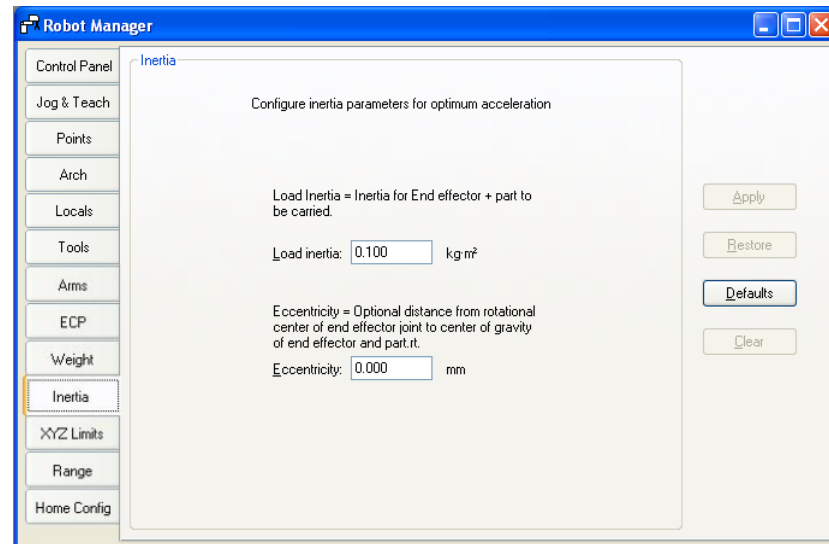 Robot Manager
Control Panel
Jog & Teach
Points
Arch
Locals
Tools
Arms
ECP
Weight
Inertia
XYZ Limits
Range
Home Config
Inertia
Configure inertia parameters for optimum acceleration
Load Inertia = Inertia for End effector + part to
be carried.
Load inertia: 0.100 kg·m²
Eccentricity = Optional distance from rotational
center of end effector joint to center of gravity
of end effector and part.rt.
Eccentricity: 0.000 mm
Apply
Restore
Defaults
Clear